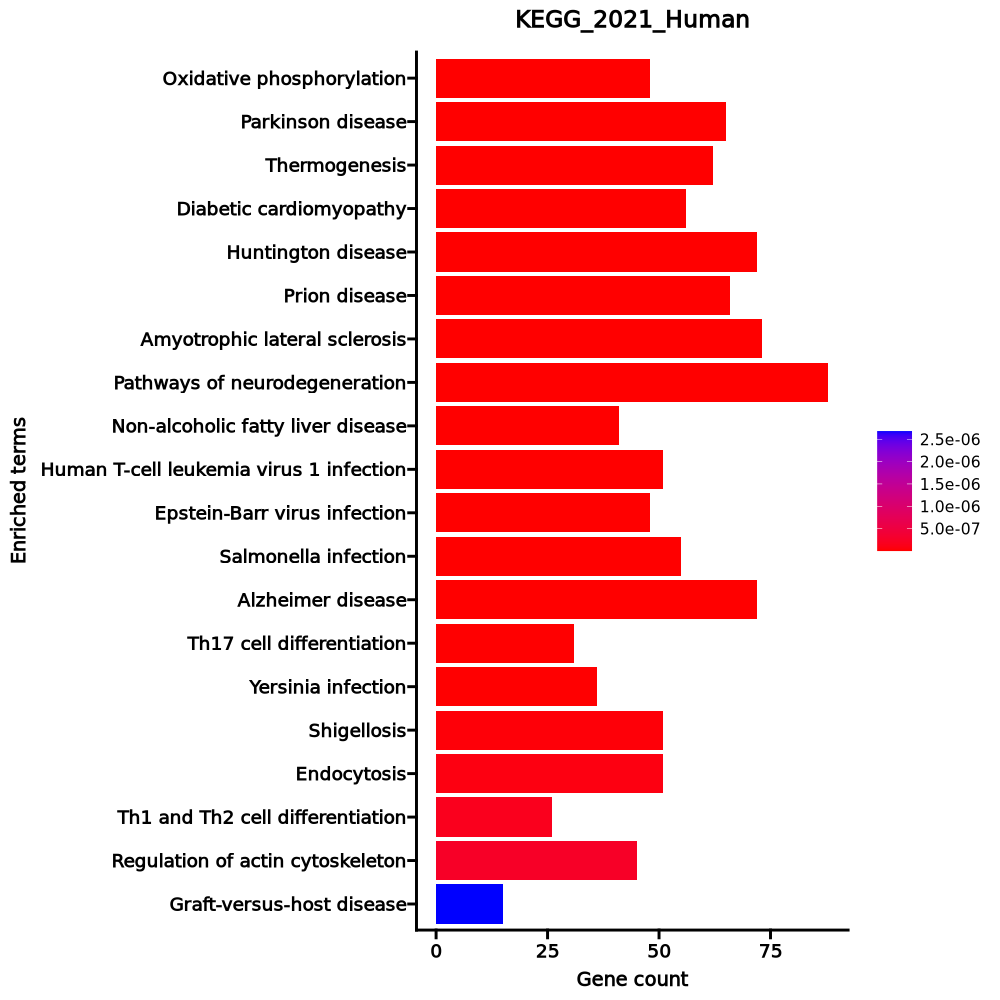 KEGG_2021_Human
Oxidative phosphorylation
Parkinson disease
Thermogenesis
Diabetic cardiomyopathy
Huntington disease
Prion disease
Amyotrophic lateral sclerosis
Pathways of neurodegeneration
Non-alcoholic fatty liver disease
Human T-cell leukemia virus 1 infection
Epstein-Barr virus infection
Salmonella infection
Alzheimer disease
Th17 cell differentiation
Yersinia infection
Shigellosis
Endocytosis
Th1 and Th2 cell differentiation
Regulation of actin cytoskeleton
Graft-versus-host disease
Enriched terms
0 25 50 75
Gene count
2.5e-06
2.0e-06
1.5e-06
1.0e-06
5.0e-07